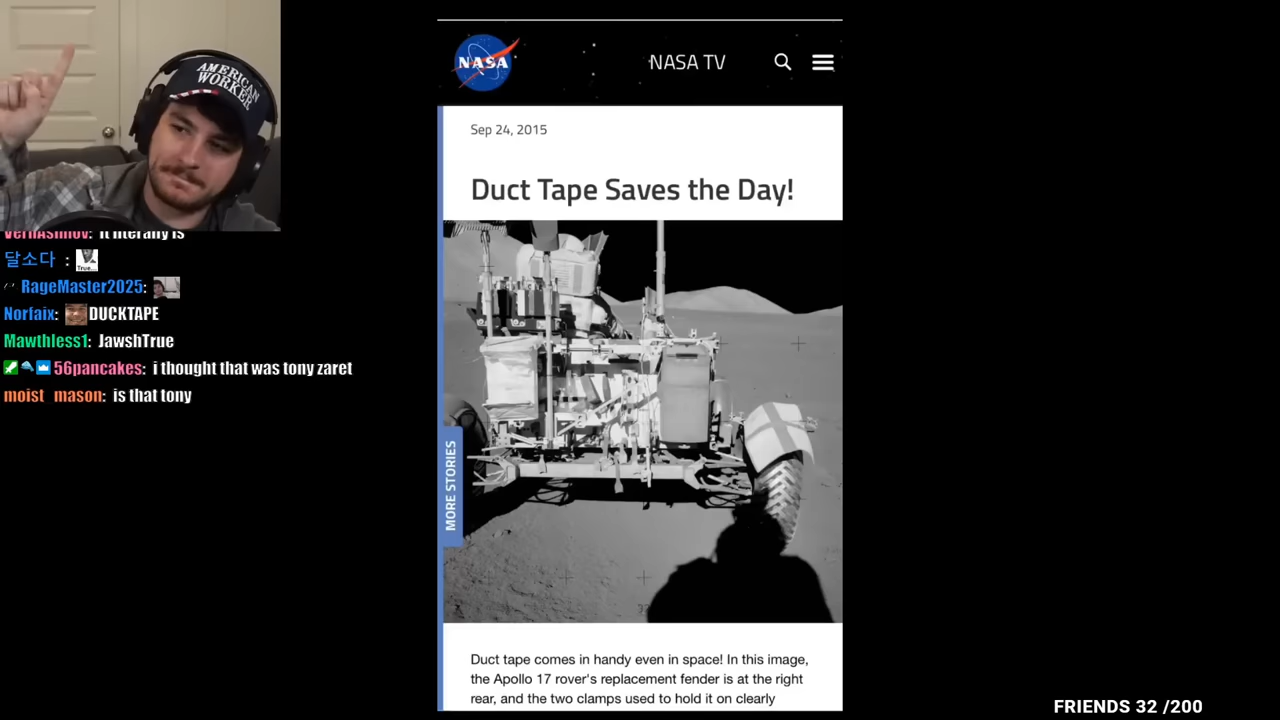 AMERICAN
WORKER
NASA
NASA TV
Sep 24, 2015
Duct Tape Saves the Day!
VernAshnov: it literally is
달소다 :
True...
RageMaster2025:
Norfaix: DUCKTAPE
Mawthless1: JawshTrue
56pancakes: i thought that was tony zaret
moist_mason: is that tony
MORE STORIES
Duct tape comes in handy even in space! In this image,
the Apollo 17 rover's replacement fender is at the right
rear, and the two clamps used to hold it on clearly
FRIENDS 32 /200